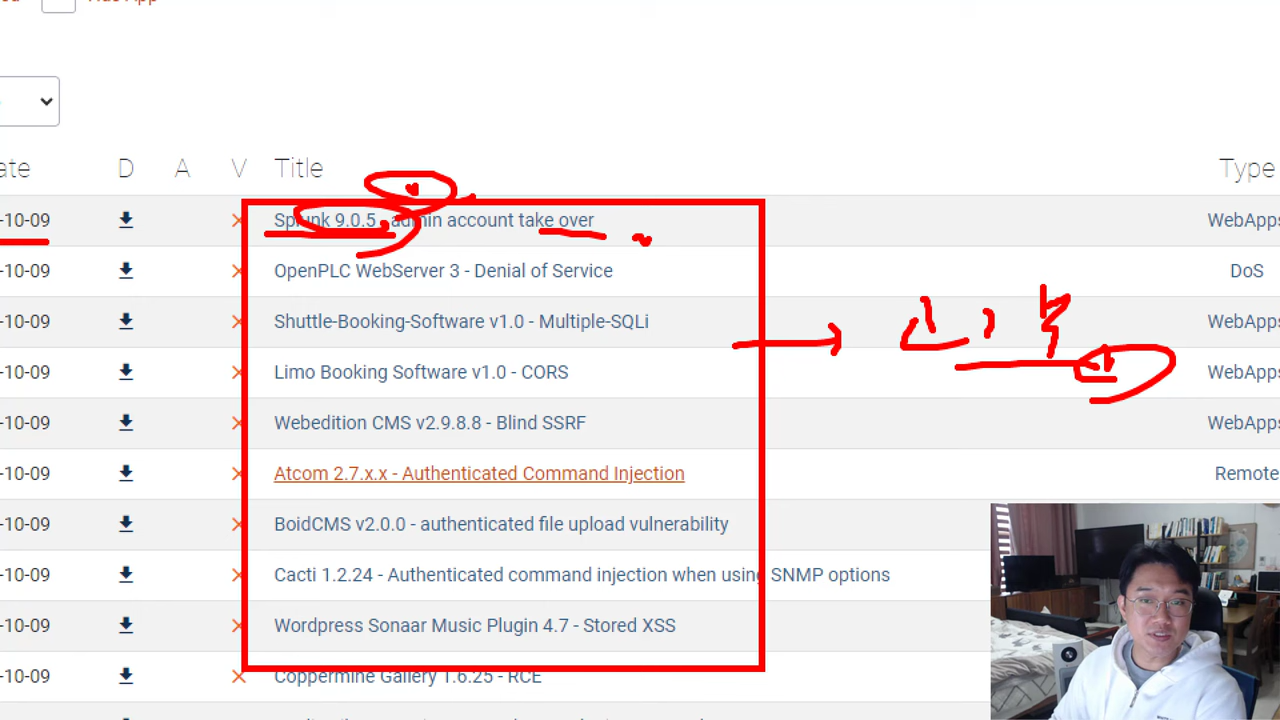 ate D A V Title Type
-10-09 Splunk 9.0.5 - admin account take over WebApps
-10-09 OpenPLC WebServer 3 - Denial of Service DoS
-10-09 Shuttle-Booking-Software v1.0 - Multiple-SQLi WebApps
-10-09 Limo Booking Software v1.0 - CORS WebApps
-10-09 Webedition CMS v2.9.8.8 - Blind SSRF WebApps
-10-09 Atcom 2.7.x.x - Authenticated Command Injection Remote
-10-09 BoidCMS v2.0.0 - authenticated file upload vulnerability
-10-09 Cacti 1.2.24 - Authenticated command injection when using SNMP options
-10-09 Wordpress Sonaar Music Plugin 4.7 - Stored XSS
-10-09 Coppermine Gallery 1.6.25 - RCE